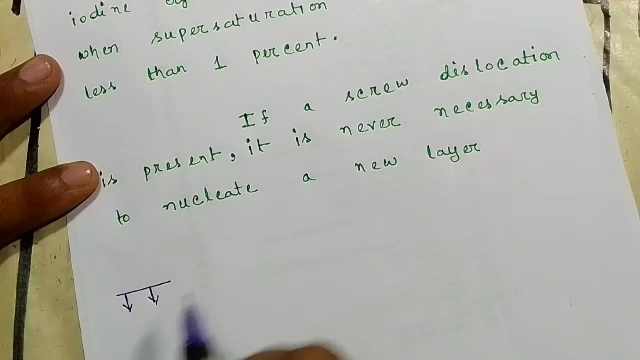 iodine
when supersaturation
less than 1 percent.
If a screw dislocation
is present, it is never necessary
to nucleate a new layer